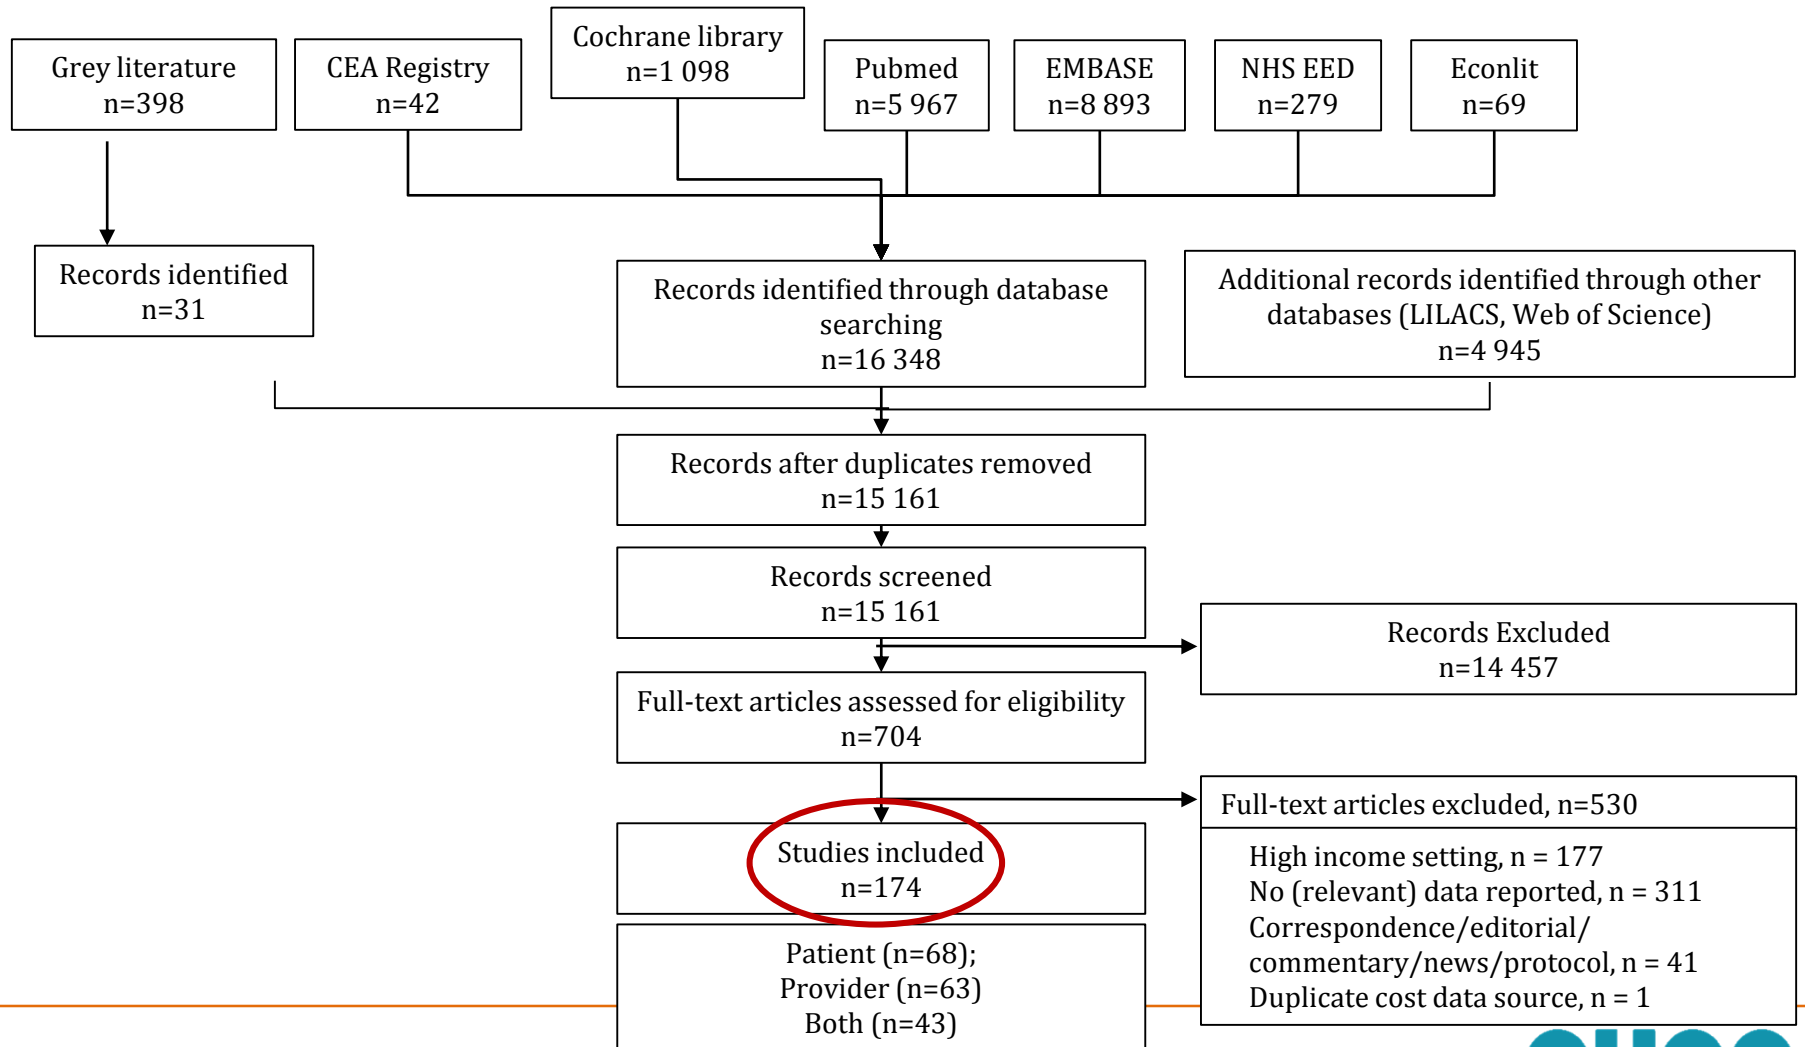 Grey literature
n=398
CEA Registry
n=42
Cochrane library
n=1 098
Pubmed
n=5 967
EMBASE
n=8 893
NHS EED
n=279
Econlit
n=69
Records identified
n=31
Records identified through database
searching
n=16 348
Additional records identified through other
databases (LILACS, Web of Science)
n=4 945
Records after duplicates removed
n=15 161
Records screened
n=15 161
Records Excluded
n=14 457
Full-text articles assessed for eligibility
n=704
Full-text articles excluded, n=530
High income setting, n = 177
No (relevant) data reported, n = 311
Correspondence/editorial/
commentary/news/protocol, n = 41
Duplicate cost data source, n = 1
Studies included
n=174
Patient (n=68);
Provider (n=63)
Both (n=43)